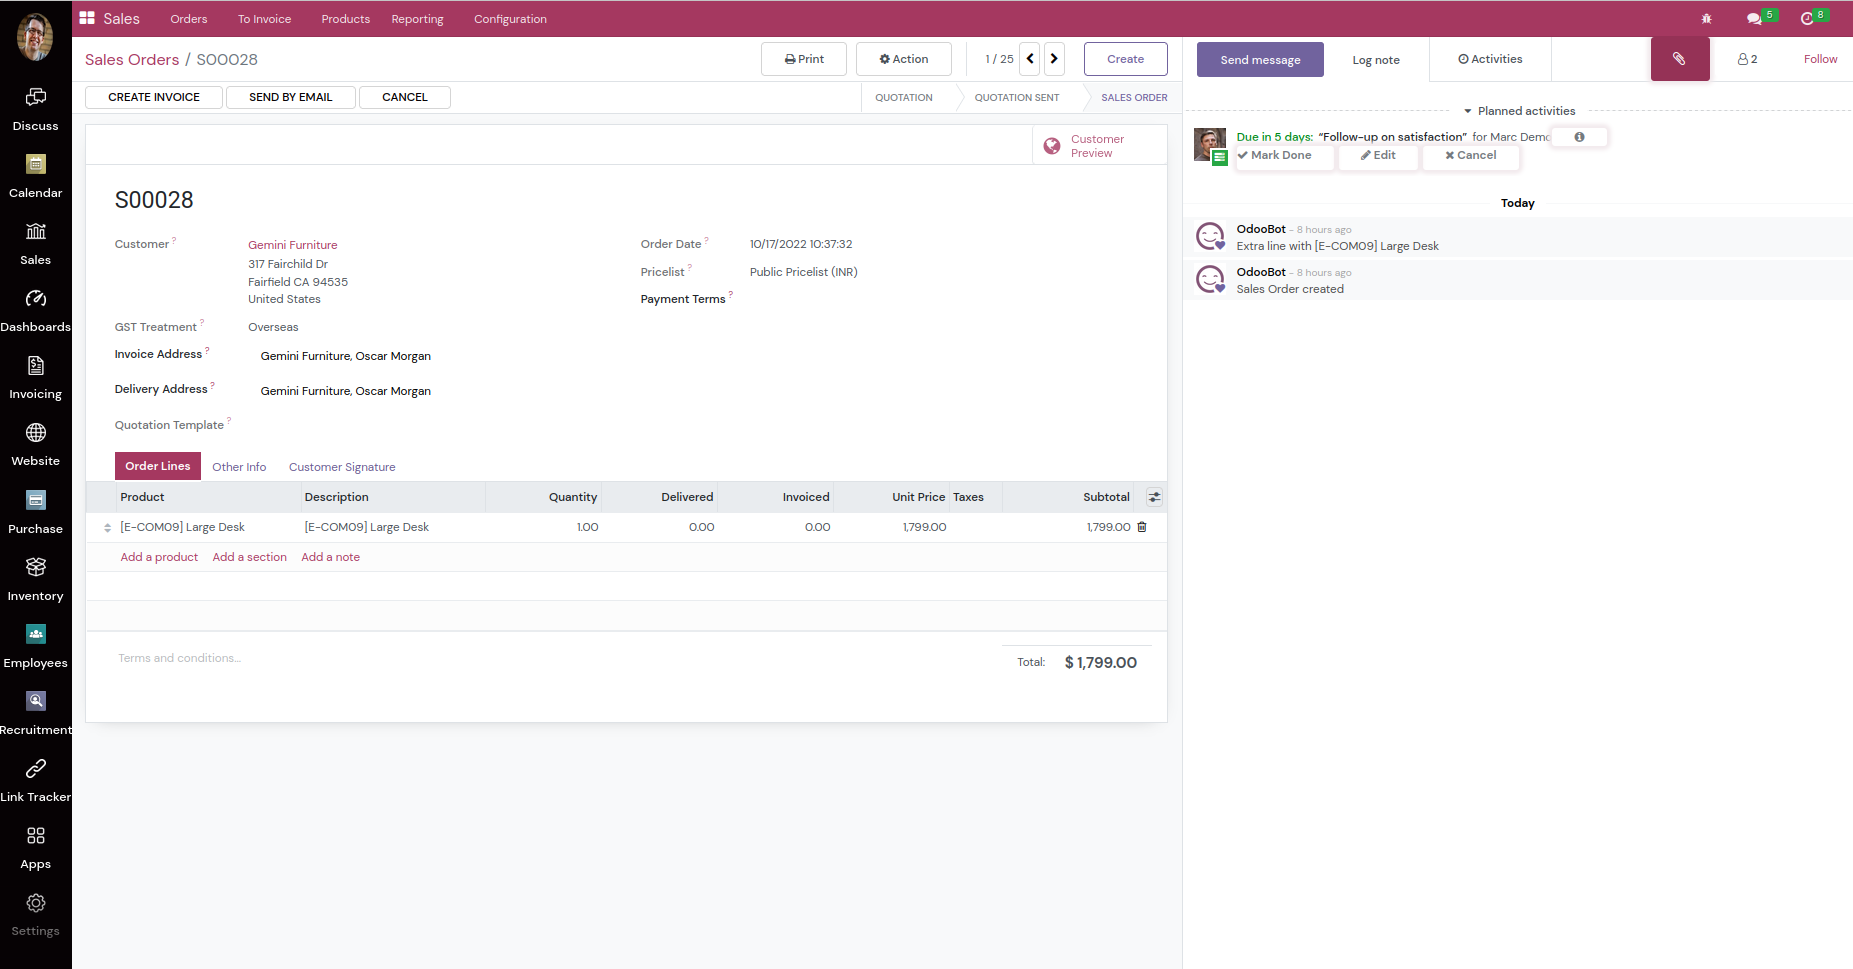 Sales Orders To Invoice Products Reporting Configuration 5 8
Discuss
Calendar
Sales
Dashboards
Invoicing
Website
Purchase
Inventory
Employees
Recruitment
Link Tracker
Apps
Settings
Sales Orders / S00028
Print Action 1 / 25 Create
CREATE INVOICE SEND BY EMAIL CANCEL
QUOTATION QUOTATION SENT SALES ORDER
Customer
Preview
S00028
Customer ? Gemini Furniture
317 Fairchild Dr
Fairfield CA 94535
United States
GST Treatment ? Overseas
Invoice Address ? Gemini Furniture, Oscar Morgan
Delivery Address ? Gemini Furniture, Oscar Morgan
Quotation Template ?
Order Date ? 10/17/2022 10:37:32
Pricelist ? Public Pricelist (INR)
Payment Terms ?
Order Lines Other Info Customer Signature
Product Description Quantity Delivered Invoiced Unit Price Taxes Subtotal
[E-COM09] Large Desk [E-COM09] Large Desk 1.00 0.00 0.00 1,799.00 1,799.00
Add a product Add a section Add a note
Terms and conditions...
Total: $ 1,799.00
Send message Log note Activities 2 Follow
Planned activities
Due in 5 days: “Follow-up on satisfaction” for Marc Demo
Mark Done Edit Cancel
Today
OdooBot - 8 hours ago
Extra line with [E-COM09] Large Desk
OdooBot - 8 hours ago
Sales Order created